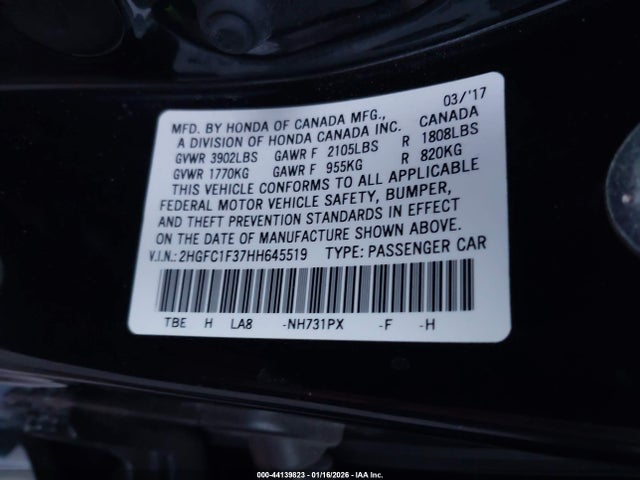 03/'17
MFD. BY HONDA OF CANADA MFG., CANADA
A DIVISION OF HONDA CANADA INC.
GVWR 3902LBS GAWR F 2105LBS R 1808LBS
GVWR 1770KG GAWR F 955KG R 820KG
THIS VEHICLE CONFORMS TO ALL APPLICABLE
FEDERAL MOTOR VEHICLE SAFETY, BUMPER,
AND THEFT PREVENTION STANDARDS IN EFFECT
ON THE DATE OF MANUFACTURE SHOWN ABOVE.
V.I.N.: 2HGFC1F37HH645519 TYPE: PASSENGER CAR
TBE H LA8 -NH731PX -F -H
000-44139823 - 01/16/2026 - IAA Inc.